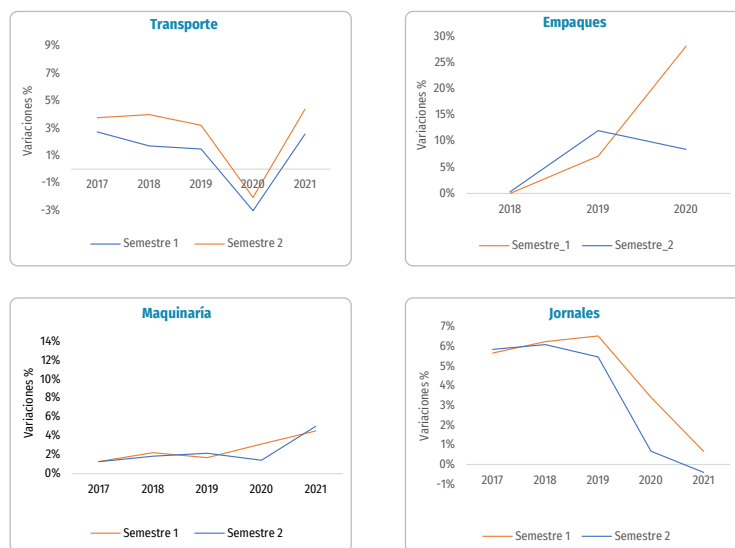 Transporte
Variaciones %
9%
7%
5%
3%
1%
-1%
-3%
2017 2018 2019 2020 2021
Semestre 1 Semestre 2
Empaques
Variaciones %
30%
25%
20%
15%
10%
5%
0%
2018 2019 2020
Semestre_1 Semestre_2
Maquinaría
Variaciones %
14%
12%
10%
8%
6%
4%
2%
0%
2017 2018 2019 2020 2021
Semestre 1 Semestre 2
Jornales
Variaciones %
7%
6%
5%
4%
3%
2%
1%
0%
-1%
2017 2018 2019 2020 2021
Semestre 1 Semestre 2